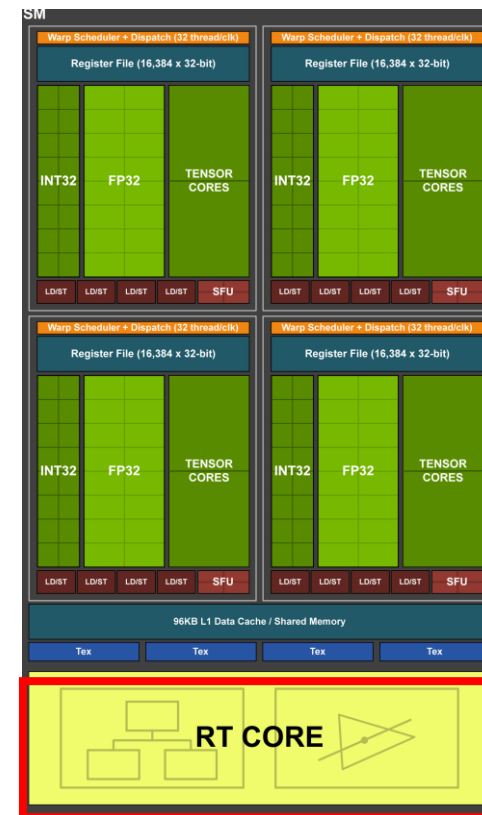 SM
Warp Scheduler + Dispatch (32 thread/clk)
Warp Scheduler + Dispatch (32 thread/clk)
Register File (16,384 x 32-bit)
Register File (16,384 x 32-bit)
INT32 FP32 TENSOR CORES
INT32 FP32 TENSOR CORES
LD/ST LD/ST LD/ST LD/ST SFU
LD/ST LD/ST LD/ST LD/ST SFU
Warp Scheduler + Dispatch (32 thread/clk)
Warp Scheduler + Dispatch (32 thread/clk)
Register File (16,384 x 32-bit)
Register File (16,384 x 32-bit)
INT32 FP32 TENSOR CORES
INT32 FP32 TENSOR CORES
LD/ST LD/ST LD/ST LD/ST SFU
LD/ST LD/ST LD/ST LD/ST SFU
96KB L1 Data Cache / Shared Memory
Tex Tex Tex Tex
RT CORE